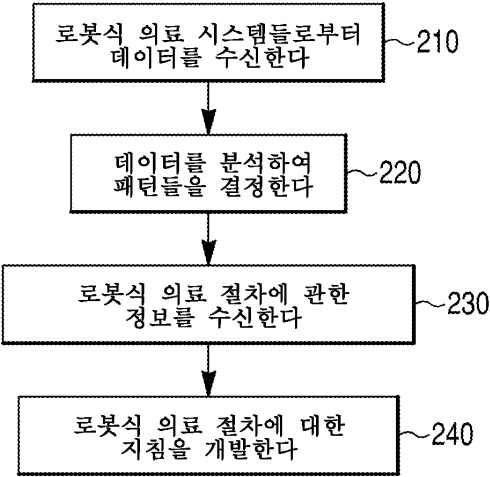 로봇식 의료 시스템들로부터
데이터를 수신한다
210
데이터를 분석하여
패턴들을 결정한다
220
로봇식 의료 절차에 관한
정보를 수신한다
230
로봇식 의료 절차에 대한
지침을 개발한다
240